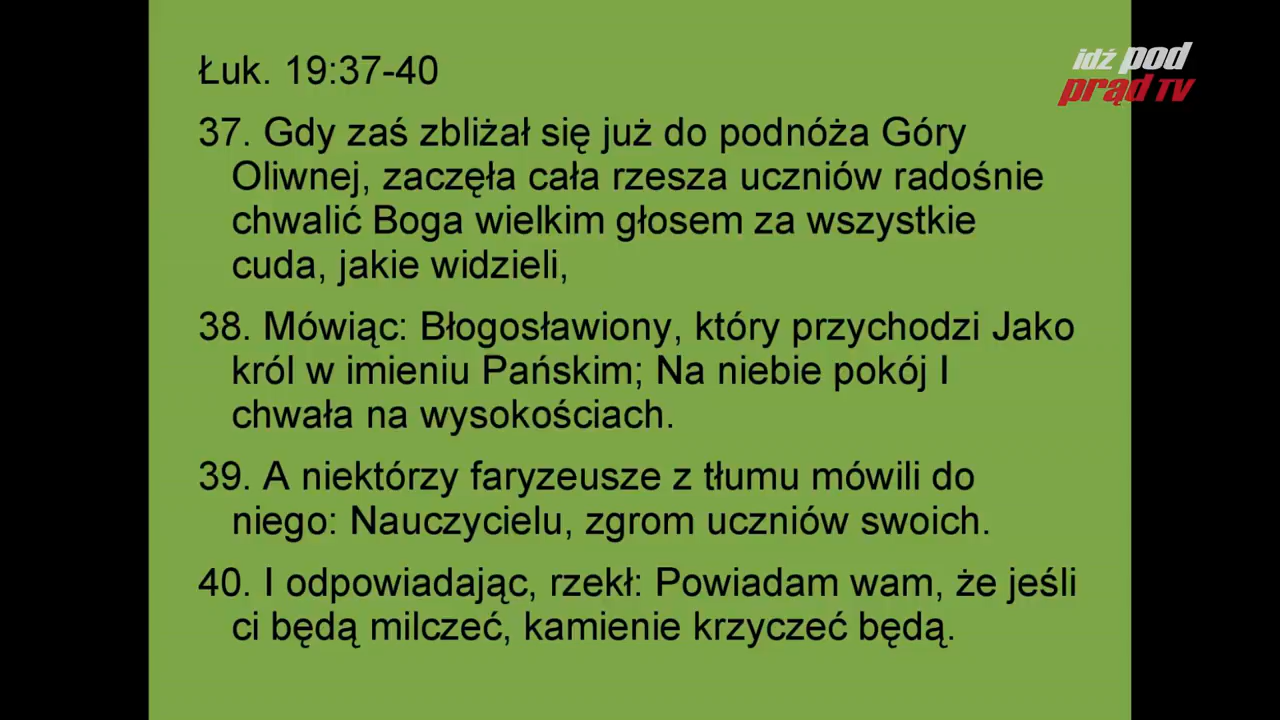 Łuk. 19:37-40
idź pod
prąd TV
37. Gdy zaś zbliżał się już do podnóża Góry
Oliwnej, zaczęła cała rzesza uczniów radośnie
chwalić Boga wielkim głosem za wszystkie
cuda, jakie widzieli,
38. Mówiąc: Błogosławiony, który przychodzi Jako
król w imieniu Pańskim; Na niebie pokój I
chwała na wysokościach.
39. A niektórzy faryzeusze z tłumu mówili do
niego: Nauczycielu, zgrom uczniów swoich.
40. I odpowiadając, rzekł: Powiadam wam, że jeśli
ci będą milczeć, kamienie krzyczeć będą.